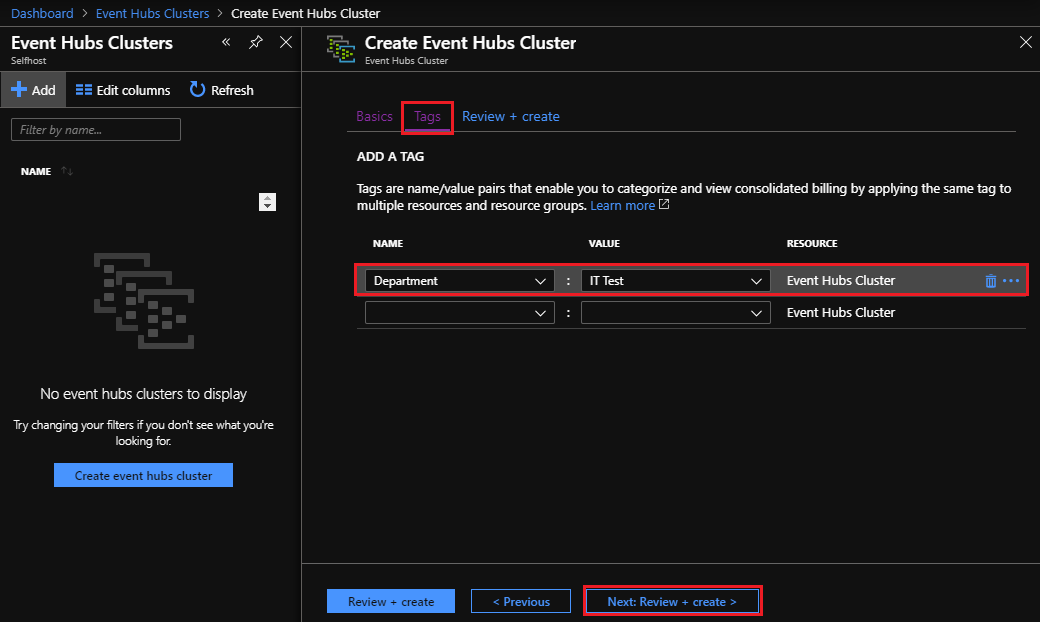 Dashboard > Event Hubs Clusters > Create Event Hubs Cluster
Event Hubs Clusters
Selfhost
Add
Edit columns
Refresh
Filter by name...
NAME
No event hubs clusters to display
Try changing your filters if you don't see what you're
looking for.
Create event hubs cluster
Create Event Hubs Cluster
Event Hubs Cluster
Basics
Tags
Review + create
ADD A TAG
Tags are name/value pairs that enable you to categorize and view consolidated billing by applying the same tag to
multiple resources and resource groups. Learn more
NAME VALUE RESOURCE
Department : IT Test Event Hubs Cluster
: Event Hubs Cluster
Review + create
< Previous
Next: Review + create >